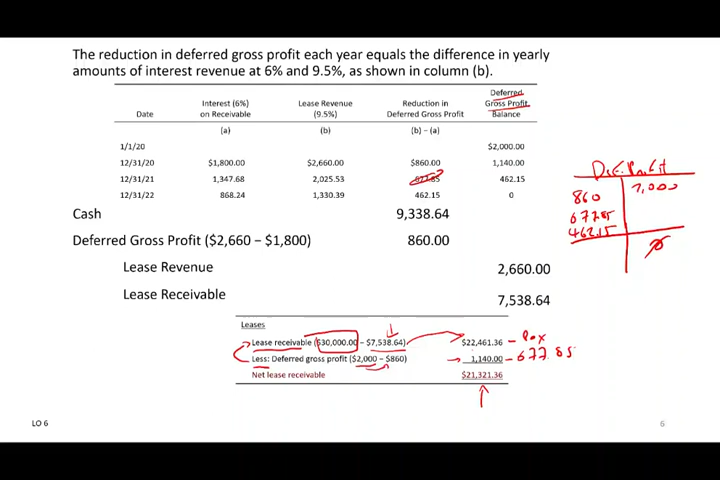 The reduction in deferred gross profit each year equals the difference in yearly
amounts of interest revenue at 6% and 9.5%, as shown in column (b).
Date Interest (6%) on Receivable Lease Revenue (9.5%) Reduction in Deferred Gross Profit Deferred Gross Profit Balance
(a) (b) (b) – (a)
1/1/20 $2,000.00
12/31/20 $1,800.00 $2,660.00 $860.00 1,140.00
12/31/21 1,347.68 2,025.53 677.85 462.15
12/31/22 868.24 1,330.39 462.15 0
Def. Profit
860
677.85
462.15
Cash 9,338.64
Deferred Gross Profit ($2,660 – $1,800) 860.00
Lease Revenue 2,660.00
Lease Receivable 7,538.64
Leases
Lease receivable ($30,000.00 – $7,538.64) $22,461.36
Less: Deferred gross profit ($2,000 – $860) 1,140.00 – 677.85
Net lease receivable $21,321.36
LO 6
6